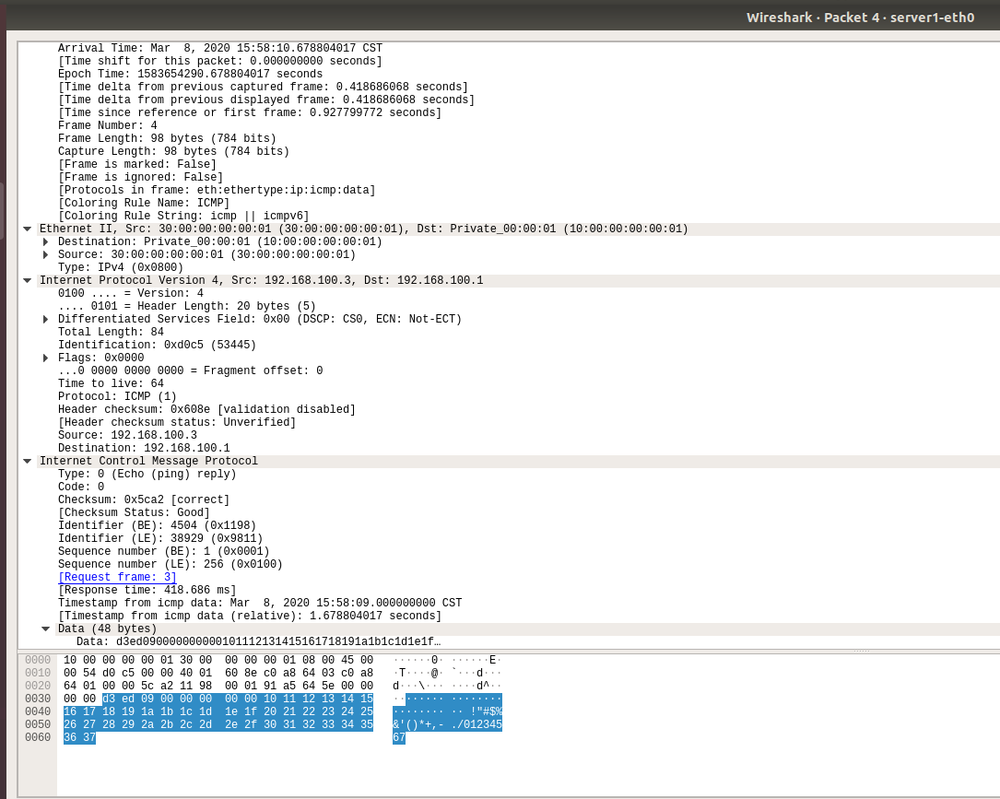 Wireshark · Packet 4 · server1-eth0
Arrival Time: Mar  8, 2020 15:58:10.678804017 CST
[Time shift for this packet: 0.000000000 seconds]
Epoch Time: 1583654290.678804017 seconds
[Time delta from previous captured frame: 0.418686068 seconds]
[Time delta from previous displayed frame: 0.418686068 seconds]
[Time since reference or first frame: 0.927799772 seconds]
Frame Number: 4
Frame Length: 98 bytes (784 bits)
Capture Length: 98 bytes (784 bits)
[Frame is marked: False]
[Frame is ignored: False]
[Protocols in frame: eth:ethertype:ip:icmp:data]
[Coloring Rule Name: ICMP]
[Coloring Rule String: icmp || icmpv6]
Ethernet II, Src: 30:00:00:00:00:01 (30:00:00:00:00:01), Dst: Private_00:00:01 (10:00:00:00:00:01)
Destination: Private_00:00:01 (10:00:00:00:00:01)
Source: 30:00:00:00:00:01 (30:00:00:00:00:01)
Type: IPv4 (0x0800)
Internet Protocol Version 4, Src: 192.168.100.3, Dst: 192.168.100.1
0100 .... = Version: 4
.... 0101 = Header Length: 20 bytes (5)
Differentiated Services Field: 0x00 (DSCP: CS0, ECN: Not-ECT)
Total Length: 84
Identification: 0xd0c5 (53445)
Flags: 0x0000
...0 0000 0000 0000 = Fragment offset: 0
Time to live: 64
Protocol: ICMP (1)
Header checksum: 0x608e [validation disabled]
[Header checksum status: Unverified]
Source: 192.168.100.3
Destination: 192.168.100.1
Internet Control Message Protocol
Type: 0 (Echo (ping) reply)
Code: 0
Checksum: 0x5ca2 [correct]
[Checksum Status: Good]
Identifier (BE): 4504 (0x1198)
Identifier (LE): 38929 (0x9811)
Sequence number (BE): 1 (0x0001)
Sequence number (LE): 256 (0x0100)
[Request frame: 3]
[Response time: 418.686 ms]
Timestamp from icmp data: Mar  8, 2020 15:58:09.000000000 CST
[Timestamp from icmp data (relative): 1.678804017 seconds]
Data (48 bytes)
Data: d3ed090000000000101112131415161718191a1b1c1d1e1f…
0000 10 00 00 00 00 01 30 00  00 00 00 01 08 00 45 00 ······0· ······E·
0010 00 54 d0 c5 00 00 40 01  60 8e c0 a8 64 03 c0 a8 ·T····@· `···d···
0020 64 01 00 00 5c a2 11 98  00 01 91 a5 64 5e 00 00 d···\··· ····d^··
0030 00 00 d3 ed 09 00 00 00  00 00 10 11 12 13 14 15 ········ ········
0040 16 17 18 19 1a 1b 1c 1d  1e 1f 20 21 22 23 24 25 ········ ·· !"#$%
0050 26 27 28 29 2a 2b 2c 2d  2e 2f 30 31 32 33 34 35 &'()*+,- ./012345
0060 36 37 67